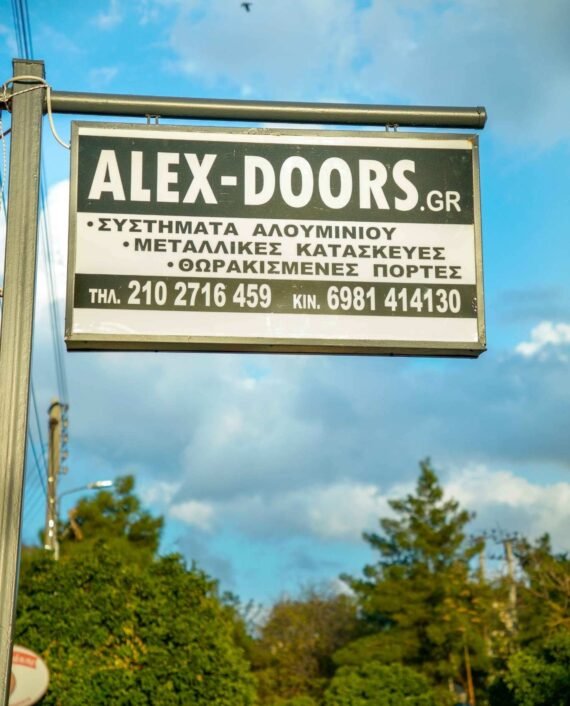 ALEX-DOORS.GR
•ΣΥΣΤΗΜΑΤΑ ΑΛΟΥΜΙΝΙΟΥ
•ΜΕΤΑΛΛΙΚΕΣ ΚΑΤΑΣΚΕΥΕΣ
•ΘΩΡΑΚΙΣΜΕΝΕΣ ΠΟΡΤΕΣ
ΤΗΛ. 210 2716 459 ΚΙΝ. 6981 414130